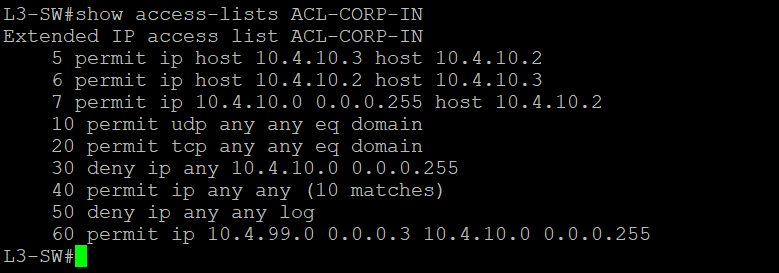 L3-SW#show access-lists ACL-CORP-IN
Extended IP access list ACL-CORP-IN
    5 permit ip host 10.4.10.3 host 10.4.10.2
    6 permit ip host 10.4.10.2 host 10.4.10.3
    7 permit ip 10.4.10.0 0.0.0.255 host 10.4.10.2
    10 permit udp any any eq domain
    20 permit tcp any any eq domain
    30 deny ip any 10.4.10.0 0.0.0.255
    40 permit ip any any (10 matches)
    50 deny ip any any log
    60 permit ip 10.4.99.0 0.0.0.3 10.4.10.0 0.0.0.255
L3-SW#